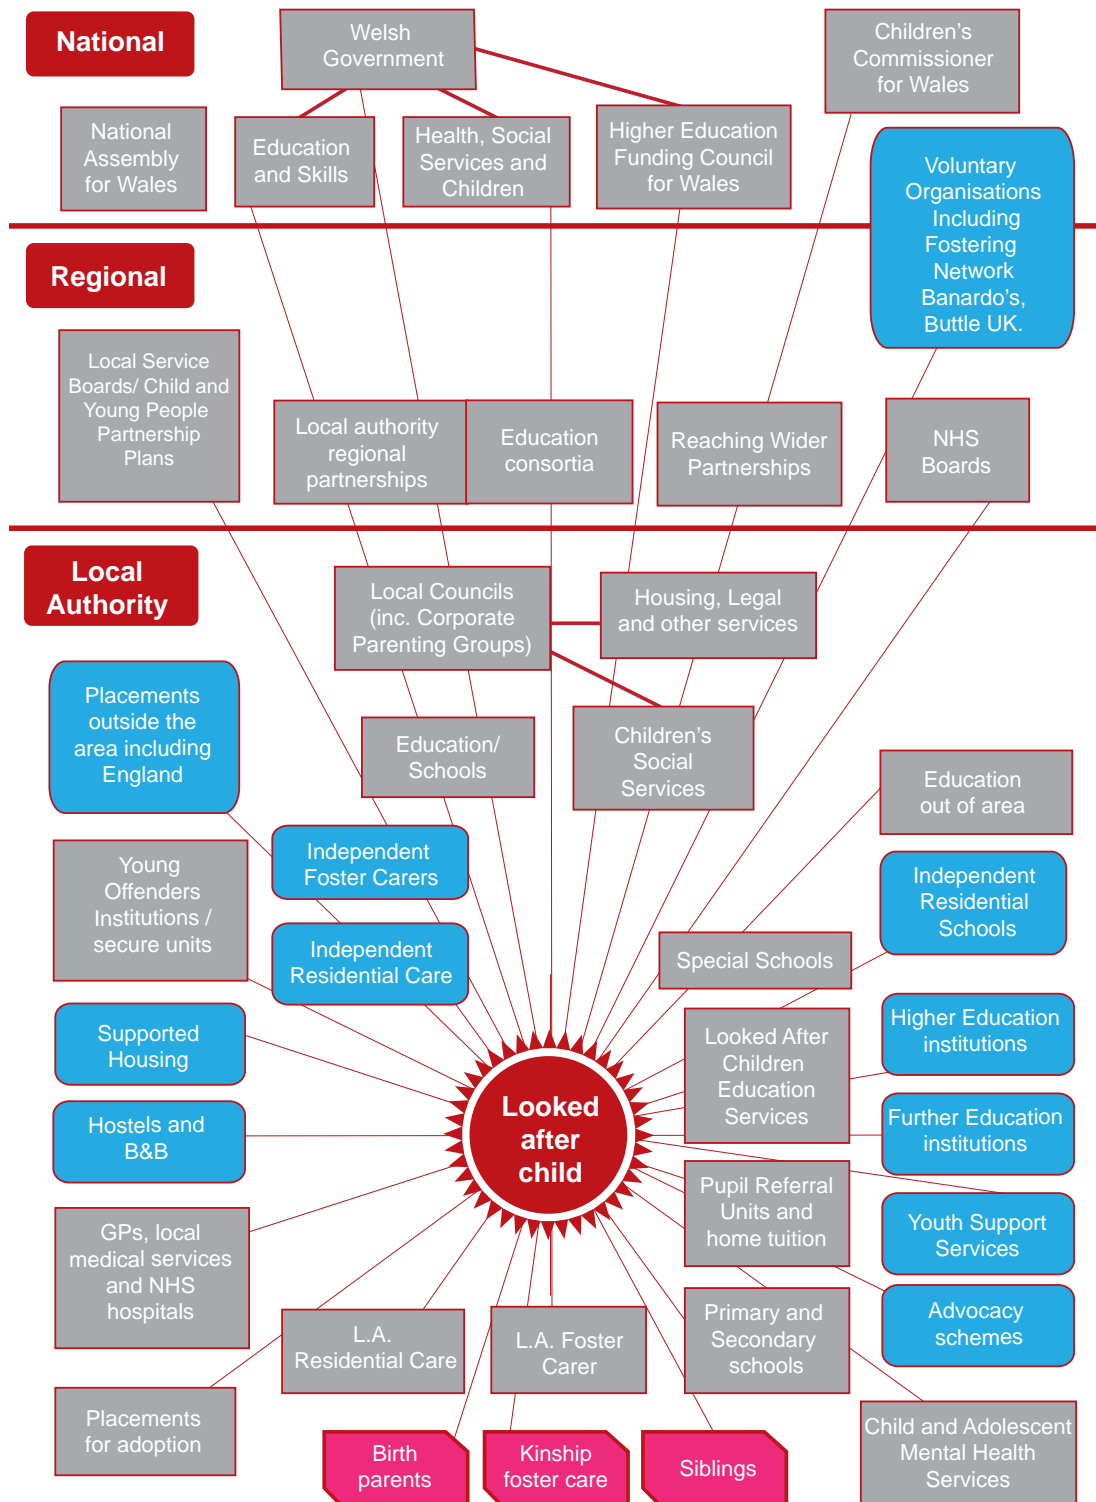 National
Welsh
Government
Children's
Commissioner
for Wales
National
Assembly
for Wales
Education
and Skills
Health, Social
Services and
Children
Higher Education
Funding Council
for Wales
Voluntary
Organisations
Including
Fostering
Network
Banardo's,
Buttle UK.
Regional
Local Service
Boards/ Child and
Young People
Partnership
Plans
Local authority
regional
partnerships
Education
consortia
Reaching Wider
Partnerships
NHS
Boards
Local
Authority
Local Councils
(inc. Corporate
Parenting Groups)
Housing, Legal
and other services
Placements
outside the
area including
England
Education/
Schools
Children's
Social
Services
Education
out of area
Young
Offenders
Institutions /
secure units
Independent
Foster Carers
Independent
Residential
Schools
Independent
Residential Care
Special Schools
Supported
Housing
Looked After
Children
Education
Services
Higher Education
institutions
Hostels and
B&B
Looked
after
child
Further Education
institutions
GPs, local
medical services
and NHS
hospitals
Pupil Referral
Units and
home tuition
Youth Support
Services
L.A.
Residential Care
L.A. Foster
Carer
Primary and
Secondary
schools
Advocacy
schemes
Placements
for adoption
Birth
parents
Kinship
foster care
Siblings
Child and Adolescent
Mental Health
Services